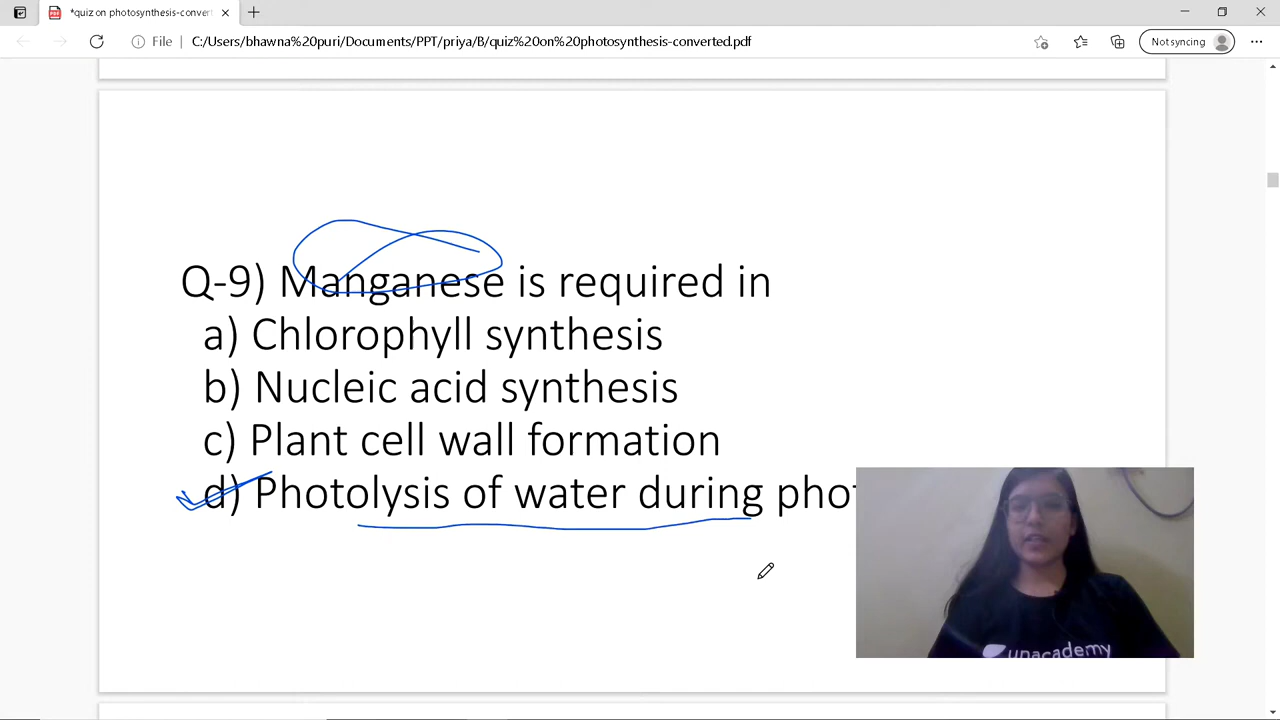 *quiz on photosynthesis-convert
File
C:/Users/bhawna puri/Documents/PPT/priya/B/quiz%20on%20photosynthesis-converted.pdf
Not syncing
Q-9) Manganese is required in
a) Chlorophyll synthesis
b) Nucleic acid synthesis
c) Plant cell wall formation
d) Photolysis of water during phot
unacademy